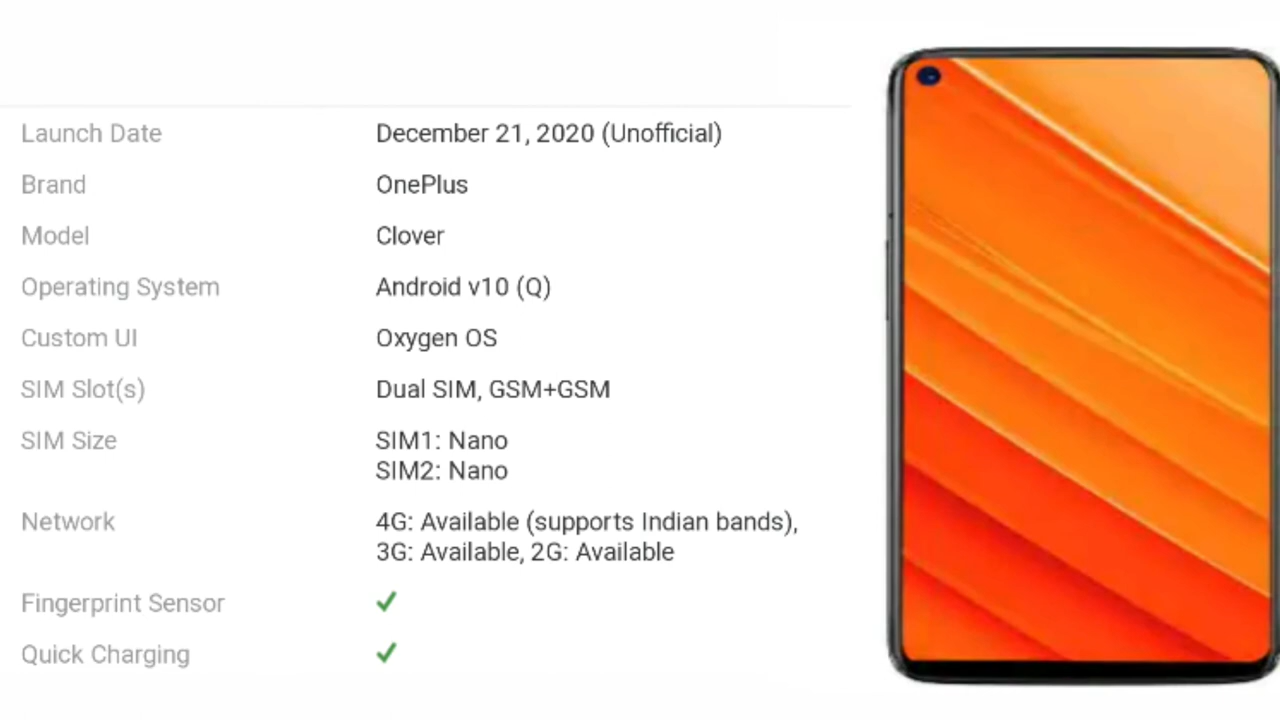 Launch Date December 21, 2020 (Unofficial)
Brand OnePlus
Model Clover
Operating System Android v10 (Q)
Custom UI Oxygen OS
SIM Slot(s) Dual SIM, GSM+GSM
SIM Size SIM1: Nano
SIM2: Nano
Network 4G: Available (supports Indian bands),
3G: Available, 2G: Available
Fingerprint Sensor ✓
Quick Charging ✓